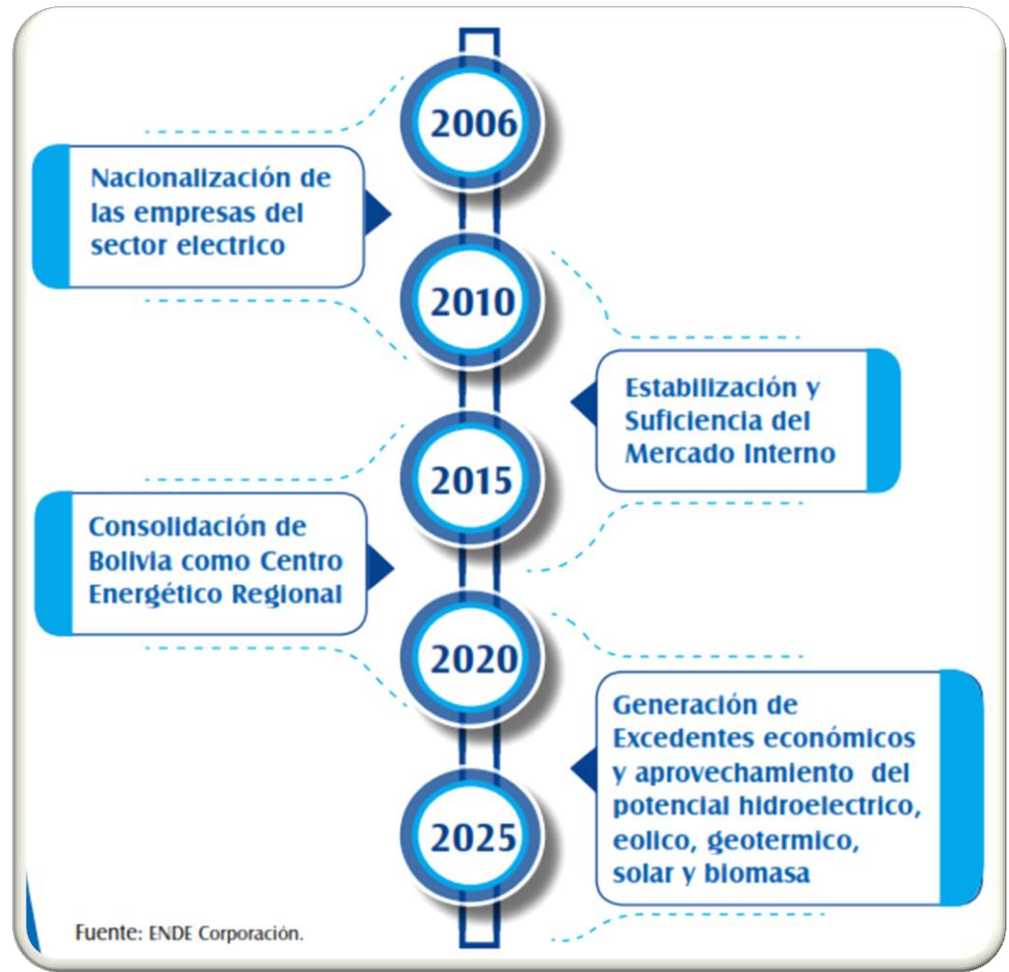 2006
Nacionalización de
las empresas del
sector electrico
2010
Estabilización y
Suficiencia del
Mercado Interno
2015
Consolidación de
Bolivia como Centro
Energético Regional
2020
Generación de
Excedentes económicos
y aprovechamiento del
potencial hidroelectrico,
eolico, geotermico,
solar y biomasa
2025
Fuente: ENDE Corporación.